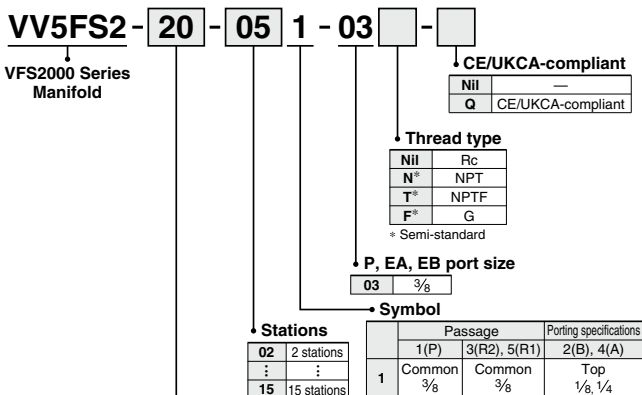 VV5FS2 - 20 - 05 1 - 03 -
VFS2000 Series
Manifold
CE/UKCA-compliant
Nil —
Q CE/UKCA-compliant
Thread type
Nil Rc
N* NPT
T* NPTF
F* G
* Semi-standard
P, EA, EB port size
03 3/8
Symbol
Passage Porting specifications
1(P) 3(R2), 5(R1) 2(B), 4(A)
1 Common 3/8 Common 3/8 Top 1/8, 1/4
Stations
02 2 stations
⋮ ⋮
15 15 stations